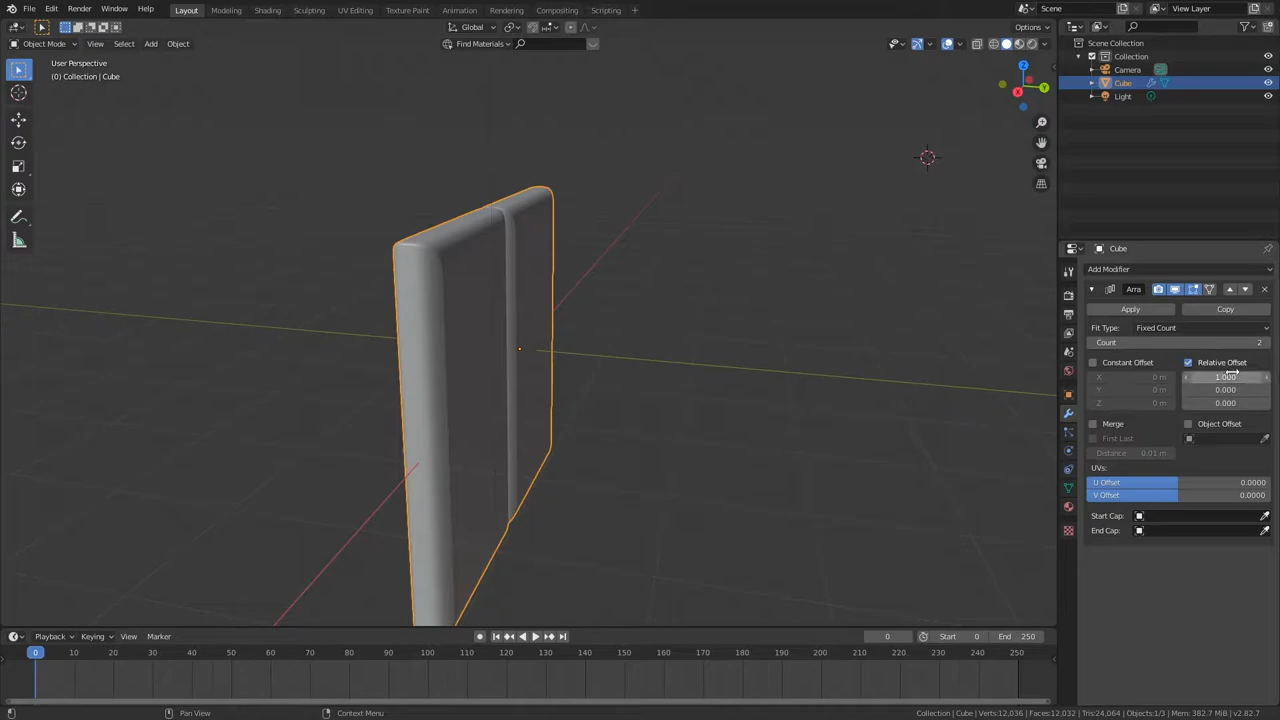 File Edit Render Window Help Layout Modeling Sculpting UV Editing Texture Paint Shading Animation Rendering Compositing Scripting + Scene View Layer
Global Options
Object Mode View Select Add Object Find Materials
User Perspective
(0) Collection | Cube
Z
Y
X
Scene Collection
Collection
Camera
Cube
Light
Cube
Add Modifier
Arra
Apply Copy
Fit Type: Fixed Count
Count 2
Constant Offset Relative Offset
X 0 m 1.000
Y 0 m 0.000
Z 0 m 0.000
Merge Object Offset
First Last
Distance 0.01 m
UVs:
U Offset 0.0000
V Offset 0.0000
Start Cap:
End Cap:
Playback Keying View Marker 0 Start 0 End 250
0 10 20 30 40 50 60 70 80 90 100 110 120 130 140 150 160 170 180 190 200 210 220 230 240 250
Pan View Context Menu Collection | Cube | Verts:12,036 | Faces:12,032 | Tris:24,064 | Objects:1/3 | Mem: 382.7 MiB | v2.82.7